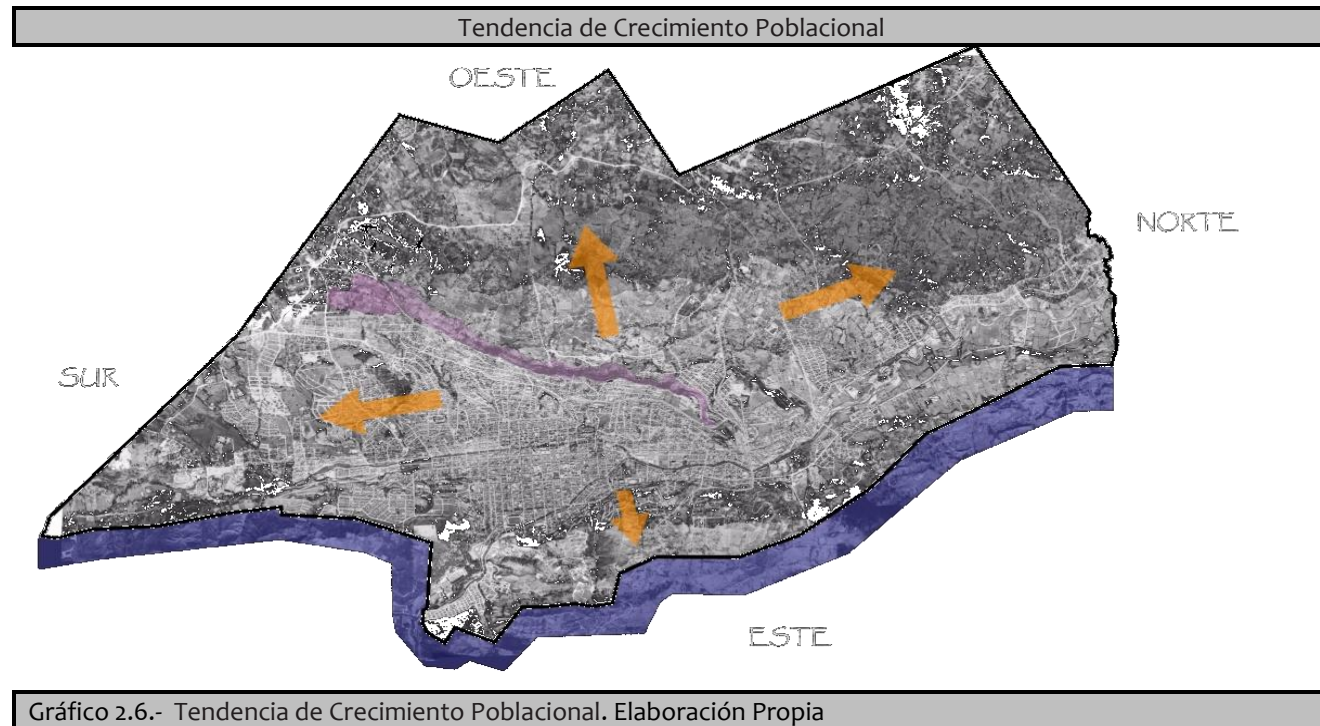 Tendencia de Crecimiento Poblacional
OESTE
NORTE
SUR
ESTE
Gráfico 2.6.- Tendencia de Crecimiento Poblacional. Elaboración Propia